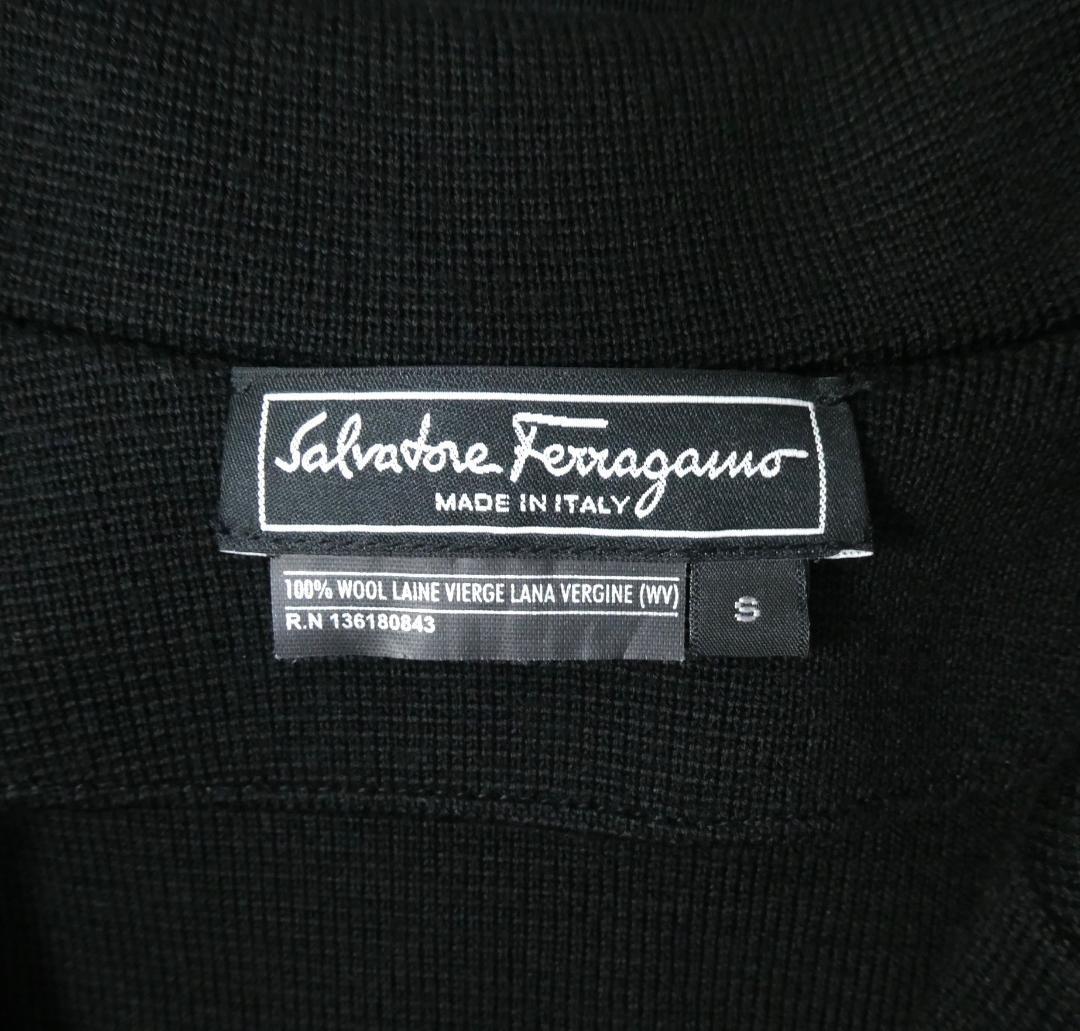 Salvatore Ferragamo
MADE IN ITALY
100% WOOL LAINE VIERGE LANA VERGINE (WV)
R.N 136180843
S